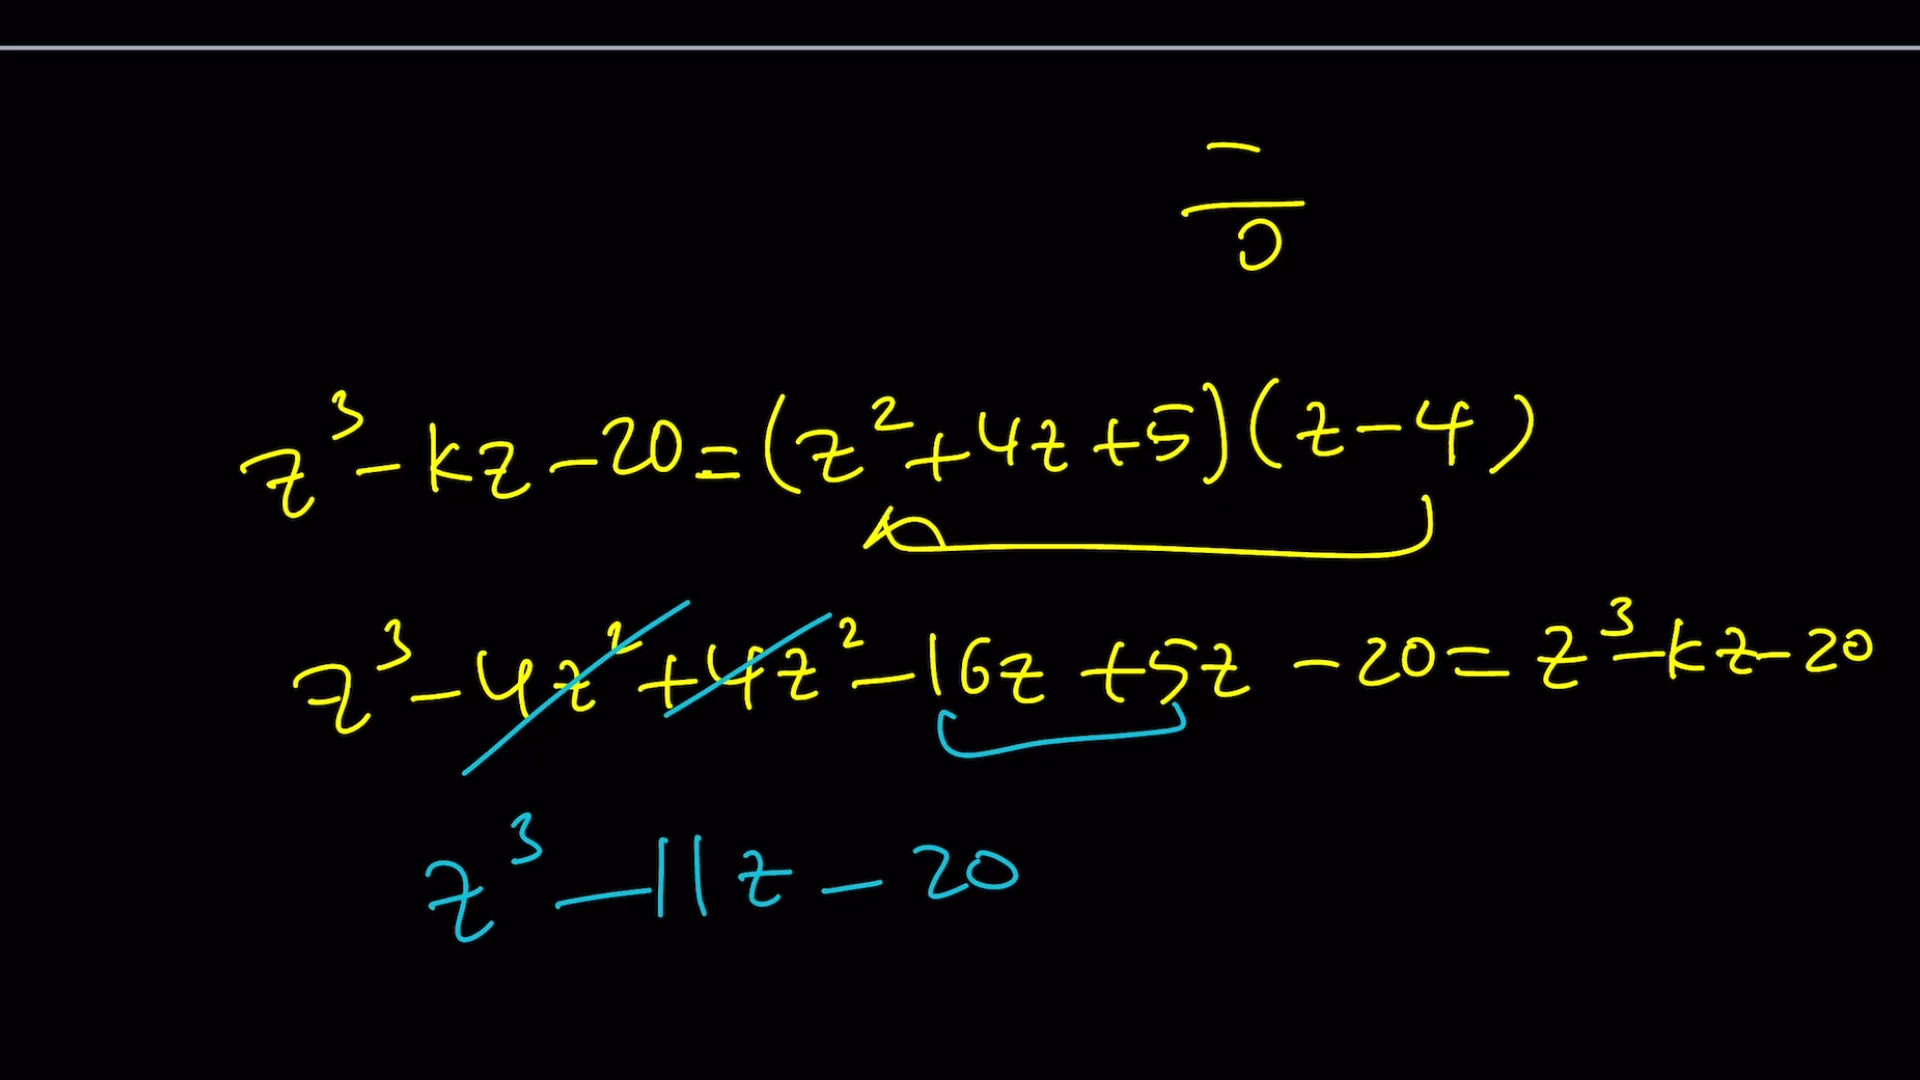 —
0
z³ - kz - 20 = (z² + 4z + 5)(z - 4)
z³ - 4z² + 4z² - 16z + 5z - 20 = z³ - kz - 20
z³ - 11z - 20